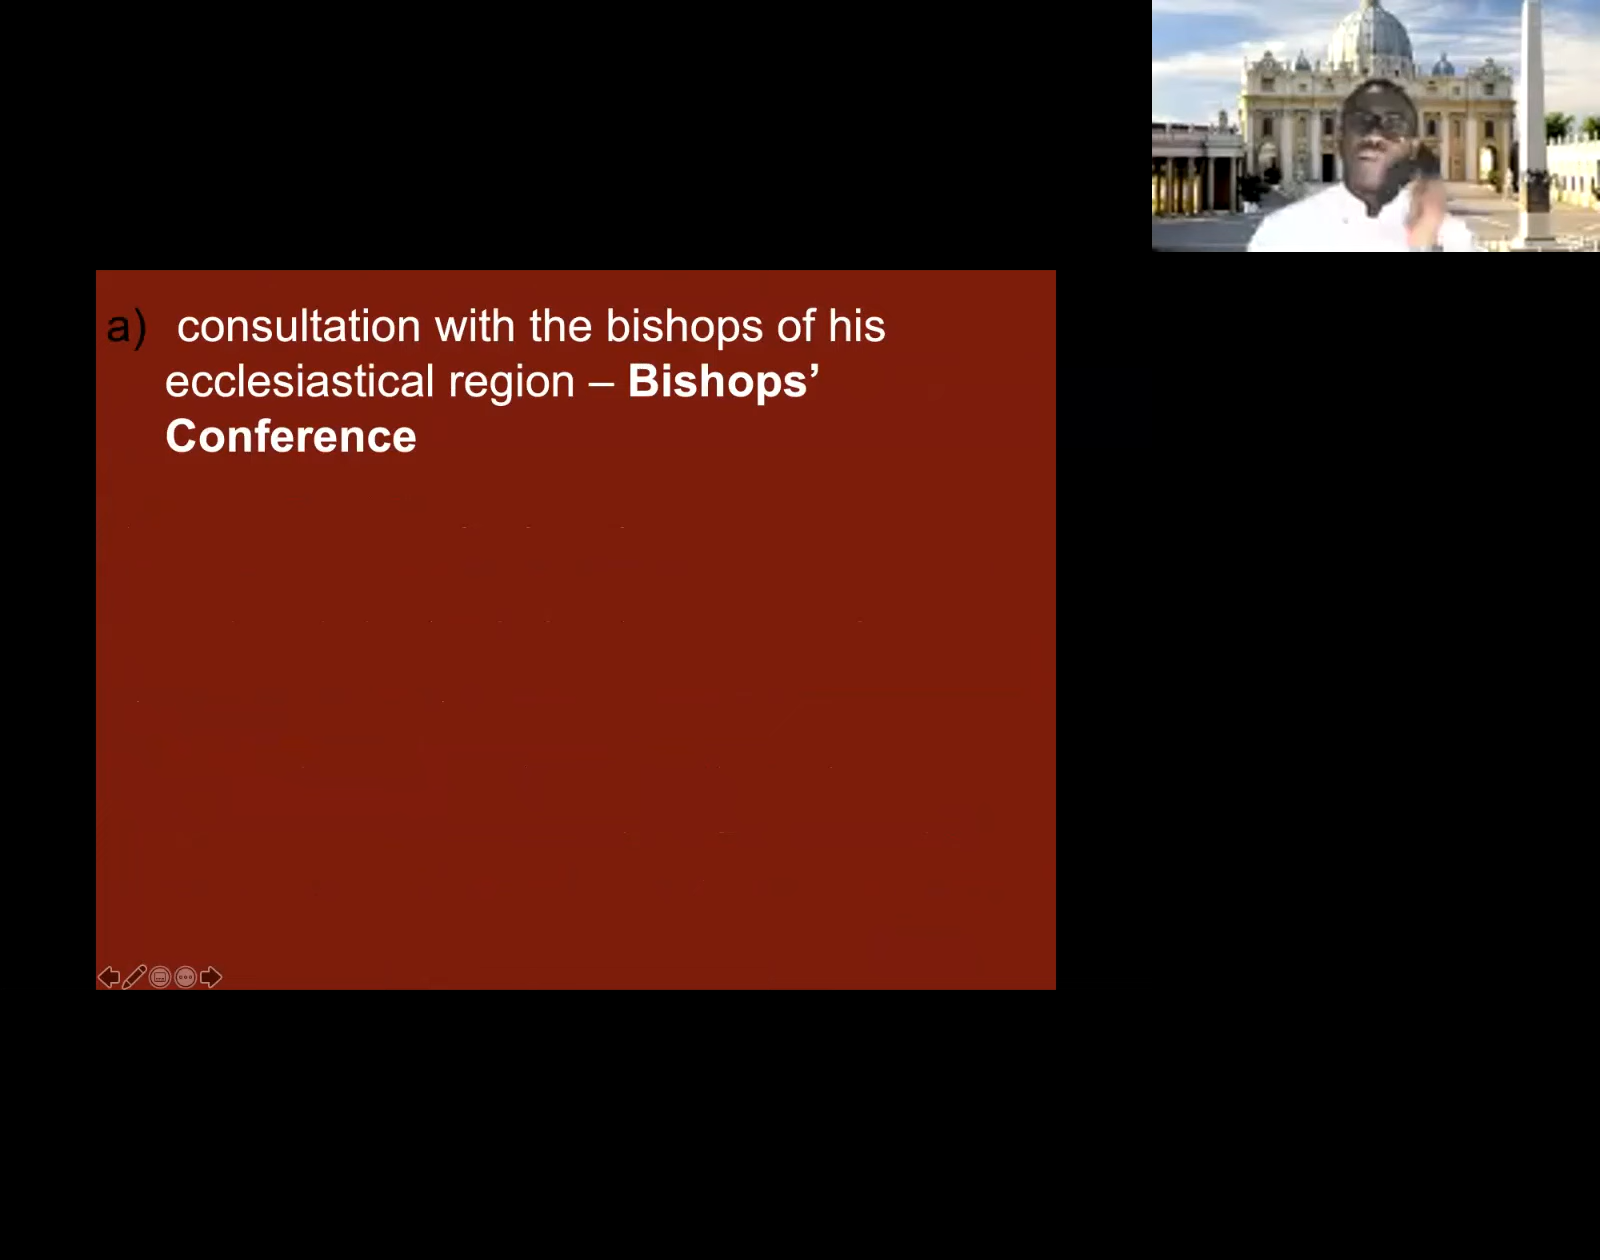 a) consultation with the bishops of his
ecclesiastical region – Bishops’
Conference